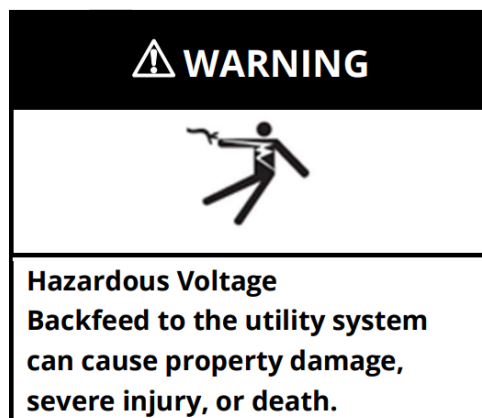 WARNING
Hazardous Voltage
Backfeed to the utility system
can cause property damage,
severe injury, or death.